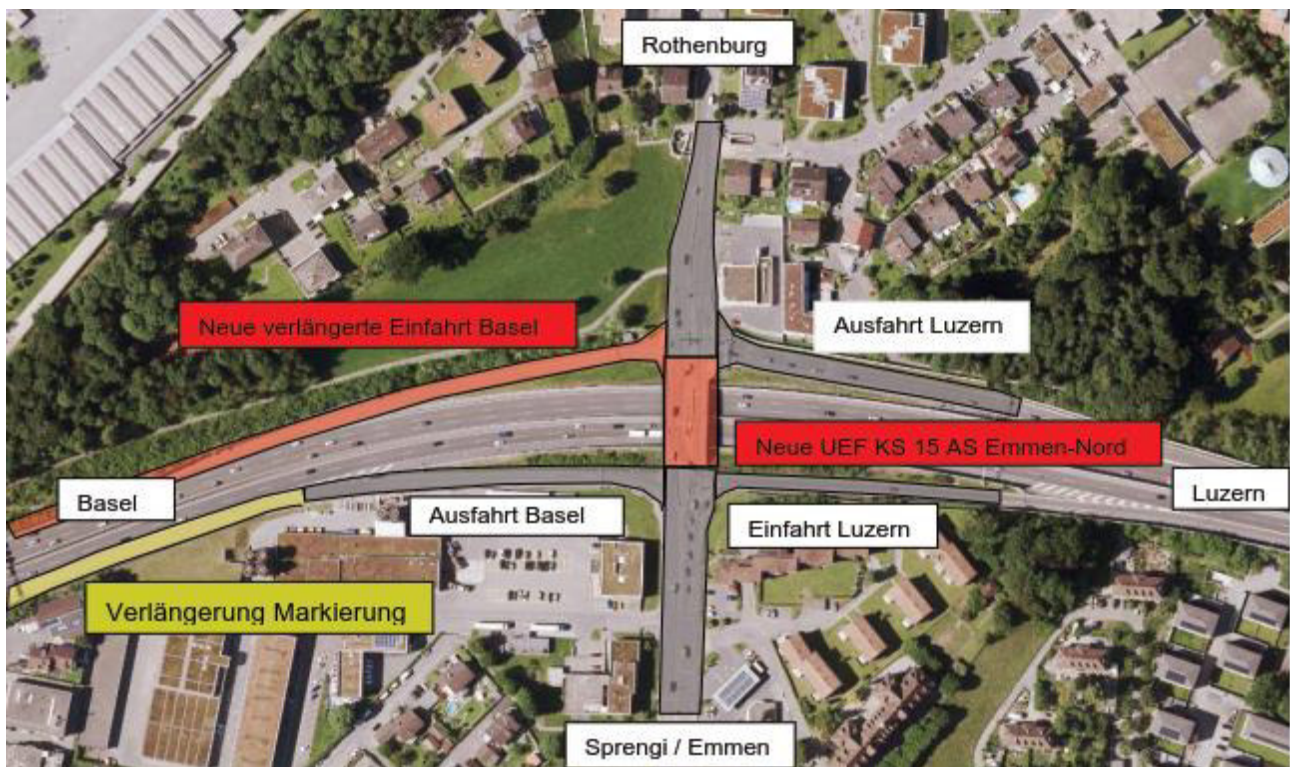 Rothenburg
Neue verlängerte Einfahrt Basel
Ausfahrt Luzern
Neue UEF KS 15 AS Emmen-Nord
Basel
Luzern
Ausfahrt Basel
Einfahrt Luzern
Verlängerung Markierung
Sprengi / Emmen